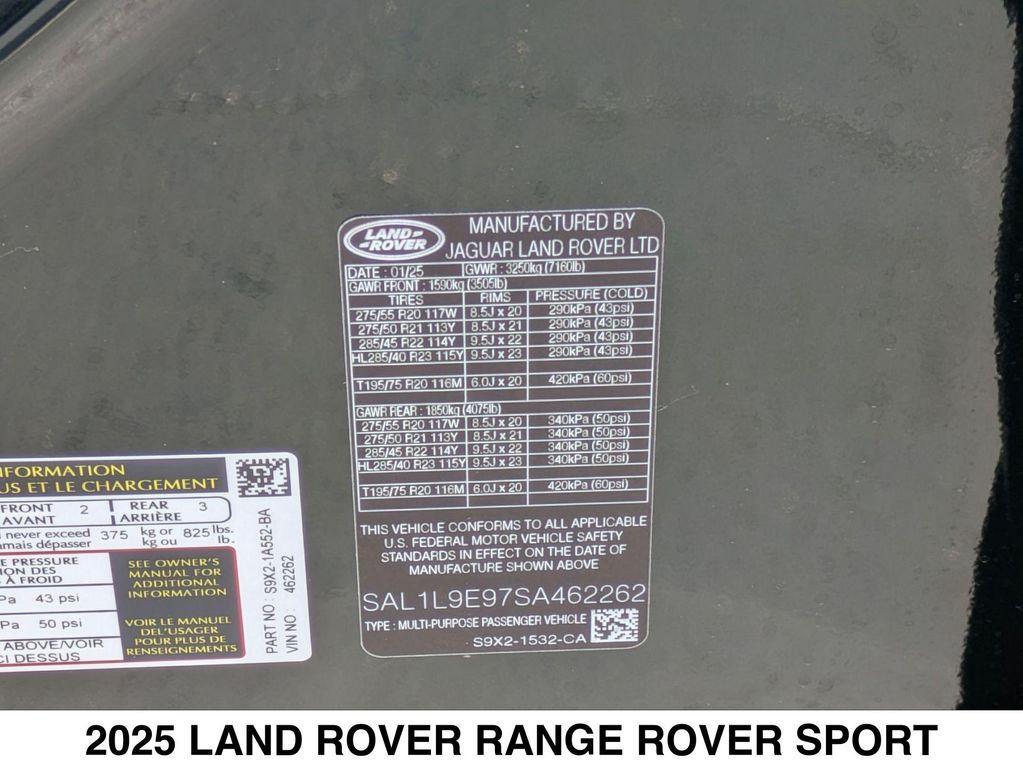 LAND-
-ROVER
MANUFACTURED BY
JAGUAR LAND ROVER LTD
DATE : 01/25 GVWR : 3250kg (7160lb)
GAWR FRONT : 1590kg (3505lb)
TIRES RIMS PRESSURE (COLD)
275/55 R20 117W 8.5J x 20 290kPa (43psi)
275/50 R21 113Y 8.5J x 21 290kPa (43psi)
285/45 R22 114Y 9.5J x 22 290kPa (43psi)
HL285/40 R23 115Y 9.5J x 23 290kPa (43psi)
T195/75 R20 116M 6.0J x 20 420kPa (60psi)
GAWR REAR : 1850kg (4075lb)
275/55 R20 117W 8.5J x 20 340kPa (50psi)
275/50 R21 113Y 8.5J x 21 340kPa (50psi)
285/45 R22 114Y 9.5J x 22 340kPa (50psi)
HL285/40 R23 115Y 9.5J x 23 340kPa (50psi)
T195/75 R20 116M 6.0J x 20 420kPa (60psi)
THIS VEHICLE CONFORMS TO ALL APPLICABLE
U.S. FEDERAL MOTOR VEHICLE SAFETY
STANDARDS IN EFFECT ON THE DATE OF
MANUFACTURE SHOWN ABOVE
SAL1L9E97SA462262
TYPE : MULTI-PURPOSE PASSENGER VEHICLE
S9X2-1532-CA
US ET LE CHARGEMENT
FRONT 2 REAR 3
AVANT ARRIÈRE
never exceed 375 kg or 825 lbs.
dépasser kg ou lb.
PRESSURE
DES
À FROID
43 psi
50 psi
ABOVE/VOIR
DESSUS
SEE OWNER'S
MANUAL FOR
ADDITIONAL
INFORMATION
VOIR LE MANUEL
DEL'USAGER
POUR PLUS DE
RENSEIGNEMENTS
PART NO : S9X2-1A552-BA
VIN NO : 462262
2025 LAND ROVER RANGE ROVER SPORT